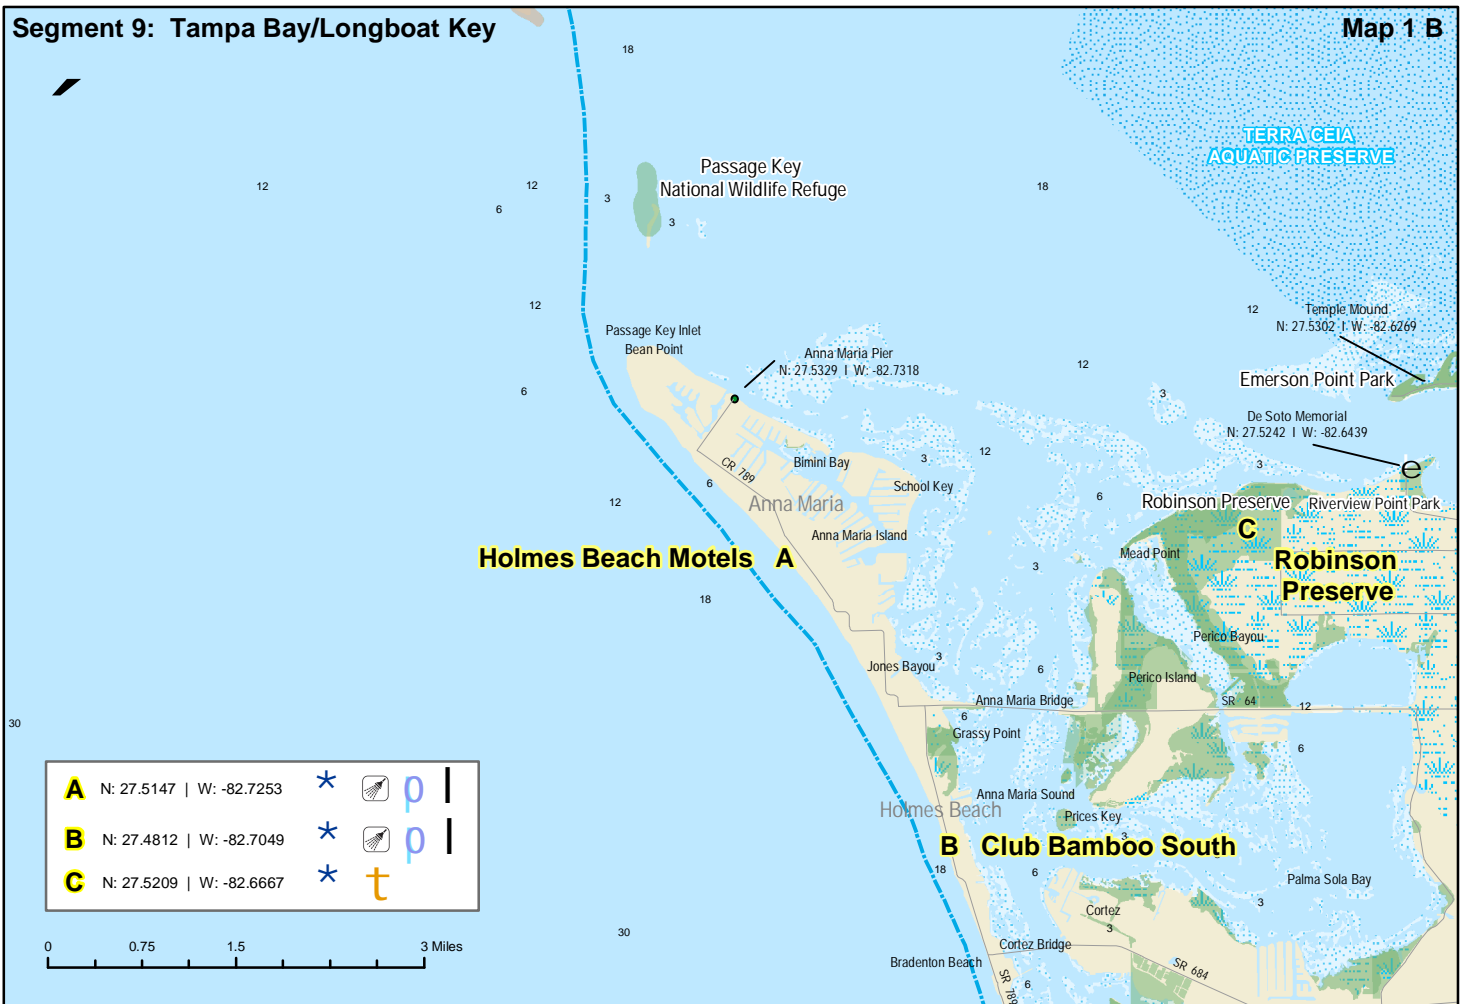 Segment 9: Tampa Bay/Longboat Key
Map 1 B
18
TERRA CEIA
AQUATIC PRESERVE
Passage Key
National Wildlife Refuge
12
12
6
3
3
18
12
12
Temple Mound
N: 27.5302 I W: -82.6269
Passage Key Inlet
Bean Point
Anna Maria Pier
N: 27.5329 I W: -82.7318
12
Emerson Point Park
6
3
De Soto Memorial
N: 27.5242 I W: -82.6439
12
3
3
e
Bimini Bay
CR 789
6
School Key
12
Anna Maria
6
Robinson Preserve
Riverview Point Park
C
Anna Maria Island
Mead Point
Holmes Beach Motels A
Robinson
Preserve
3
18
Perico Bayou
3
6
Jones Bayou
Perico Island
Anna Maria Bridge
SR 64
12
6
30
Grassy Point
6
A N: 27.5147 | W: -82.7253 * p l
B N: 27.4812 | W: -82.7049 * p l
C N: 27.5209 | W: -82.6667 * t
Anna Maria Sound
Holmes Beach
Prices Key
3
B Club Bamboo South
18
6
Palma Sola Bay
3
Cortez
3
30
0 0.75 1.5 3 Miles
Cortez Bridge
Bradenton Beach
SR 684
SR 789
6